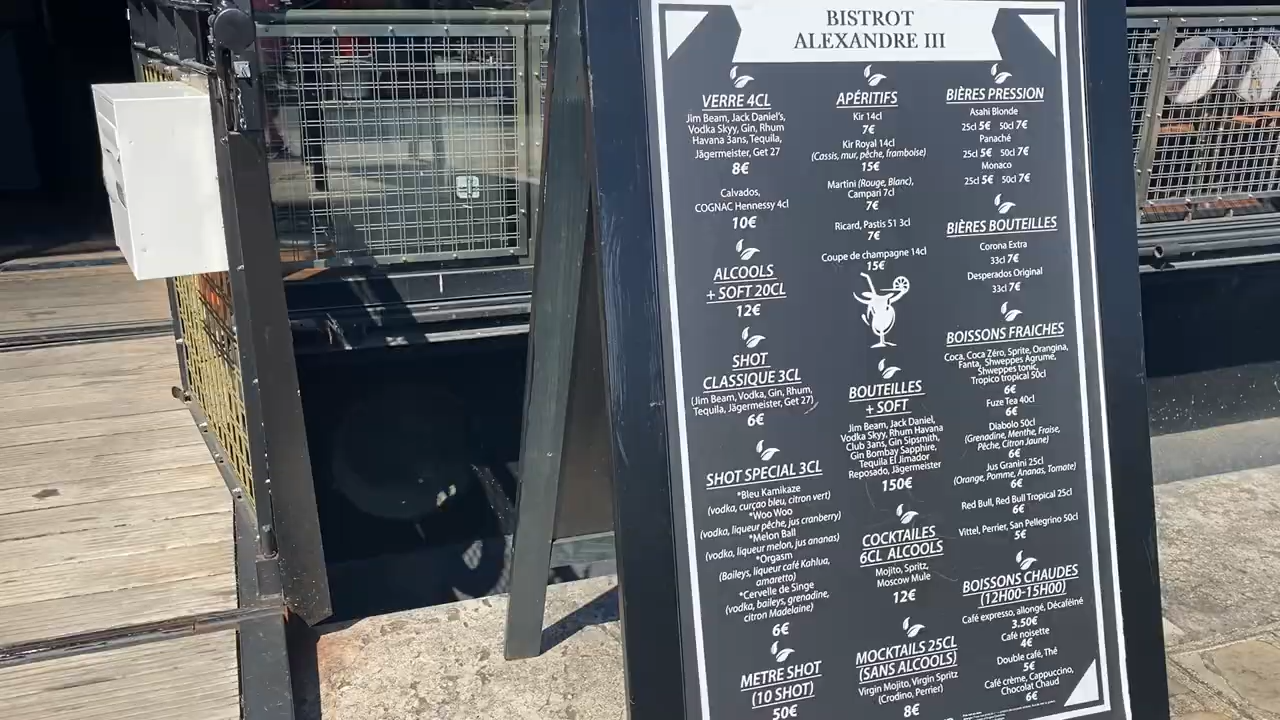 BISTROT
ALEXANDRE III
VERRE 4CL
Jim Beam, Jack Daniel's,
Vodka Skyy, Gin, Rhum
Havana 3ans, Tequila,
Jägermeister, Get 27
8€
Calvados,
COGNAC Hennessy 4cl
10€
ALCOOLS
+ SOFT 20CL
12€
SHOT
CLASSIQUE 3CL
(Jim Beam, Vodka, Gin, Rhum,
Tequila, Jägermeister, Get 27)
6€
SHOT SPECIAL 3CL
*Bleu Kamikaze
(vodka, curçao bleu, citron vert)
*Woo Woo
(vodka, liqueur pêche, jus cranberry)
*Melon Ball
(vodka, liqueur melon, jus ananas)
*Orgasm
(Baileys, liqueur café Kahlua,
amaretto)
*Cervelle de Singe
(vodka, baileys, grenadine,
citron Madelaine)
6€
METRE SHOT
(10 SHOT)
50€
APÉRITIFS
Kir 14cl
7€
Kir Royal 14cl
(Cassis, mur, pêche, framboise)
15€
Martini (Rouge, Blanc),
Campari 7cl
7€
Ricard, Pastis 51 3cl
7€
Coupe de champagne 14cl
15€
BOUTEILLES
+ SOFT
Jim Beam, Jack Daniel,
Vodka Skyy, Rhum Havana
Club 3ans, Gin Sipsmith,
Gin Bombay Sapphire,
Tequila El Jimador
Reposado, Jägermeister
150€
COCKTAILES
6CL ALCOOLS
Mojito, Spritz,
Moscow Mule
12€
MOCKTAILS 25CL
(SANS ALCOOLS)
Virgin Mojito, Virgin Spritz
(Crodino, Perrier)
8€
BIÈRES PRESSION
Asahi Blonde
25cl 5€ 50cl 7€
Panaché
25cl 5€ 50cl 7€
Monaco
25cl 5€ 50cl 7€
BIÈRES BOUTEILLES
Corona Extra
33cl 7€
Desperados Original
33cl 7€
BOISSONS FRAICHES
Coca, Coca Zéro, Sprite, Orangina,
Fanta, Shweppes Agrume,
Shweppes tonic,
Tropico tropical 50cl
6€
Fuze Tea 40cl
6€
Diabolo 50cl
(Grenadine, Menthe, Fraise,
Pêche, Citron Jaune)
6€
Jus Granini 25cl
(Orange, Pomme, Ananas, Tomate)
6€
Red Bull, Red Bull Tropical 25cl
6€
Vittel, Perrier, San Pellegrino 50cl
5€
BOISSONS CHAUDES
(12H00-15H00)
Café expresso, allongé, Décaféiné
3.50€
Café noisette
4€
Double café, Thé
5€
Café crème, Cappuccino,
Chocolat Chaud
6€